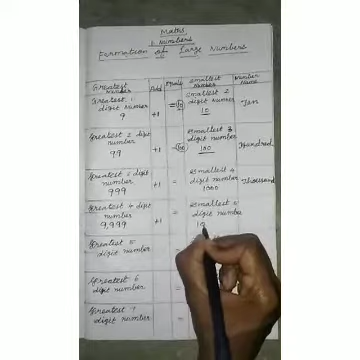 Maths
1. Numbers
Formation of Large Numbers
Greatest Number Add Smallest Number Number Name
Greatest 1 digit number 9 +1 = 10 Smallest 2 digit number 10 Ten
Greatest 2 digit number 99 +1 = 100 Smallest 3 digit number 100 Hundred
Greatest 3 digit number 999 +1 = Smallest 4 digit number 1000 Thousand
Greatest 4 digit number 9,999 +1 = Smallest 5 digit number 10
Greatest 5 digit number =
Greatest 6 digit number =
Greatest 7 digit number =